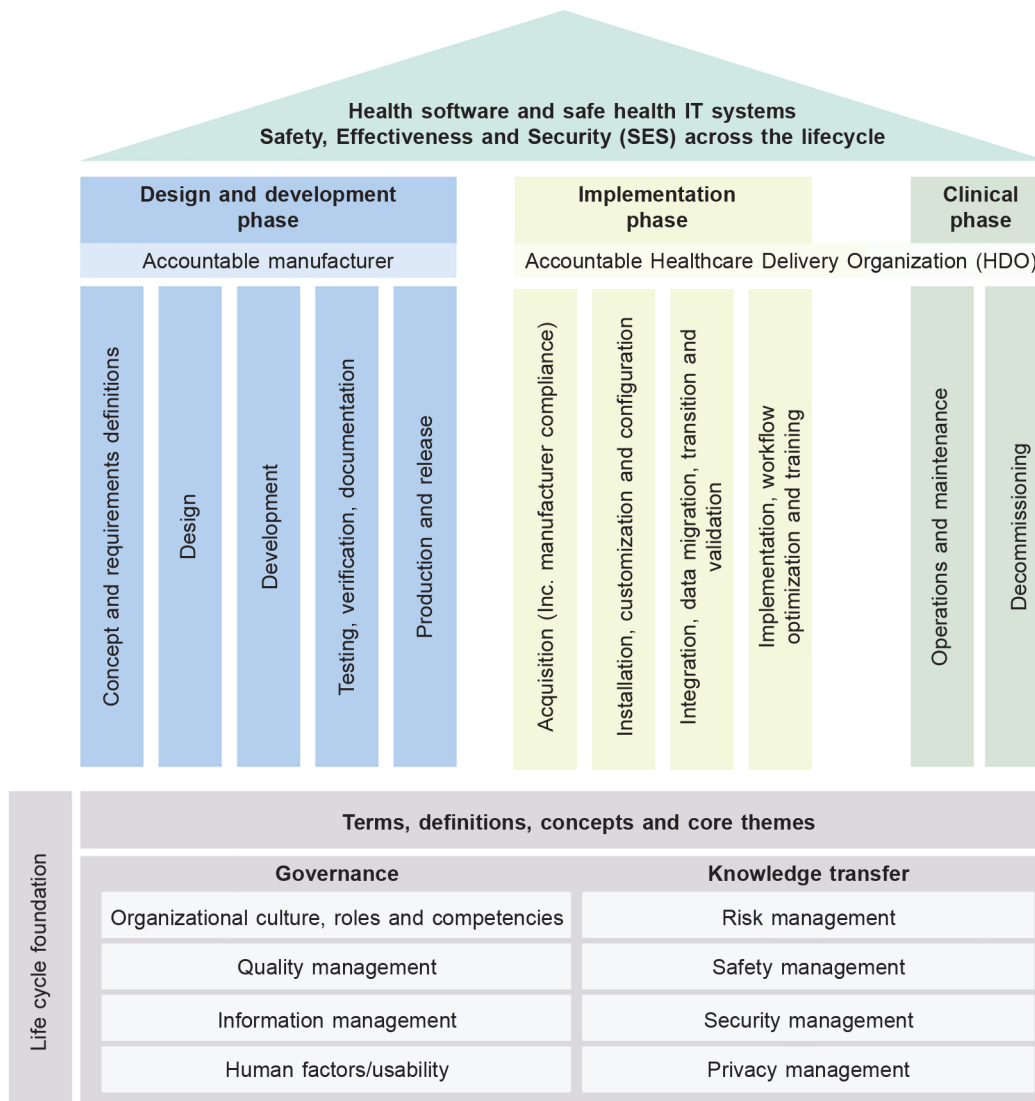 Health software and safe health IT systems
Safety, Effectiveness and Security (SES) across the lifecycle
Design and development
phase
Accountable manufacturer
Implementation
phase
Clinical
phase
Accountable Healthcare Delivery Organization (HDO)
Concept and requirements definitions
Design
Development
Testing, verification, documentation
Production and release
Acquisition (Inc. manufacturer compliance)
Installation, customization and configuration
Integration, data migration, transition and
validation
Implementation, workflow
optimization and training
Operations and maintenance
Decommissioning
Life cycle foundation
Terms, definitions, concepts and core themes
Governance
Organizational culture, roles and competencies
Quality management
Information management
Human factors/usability
Knowledge transfer
Risk management
Safety management
Security management
Privacy management